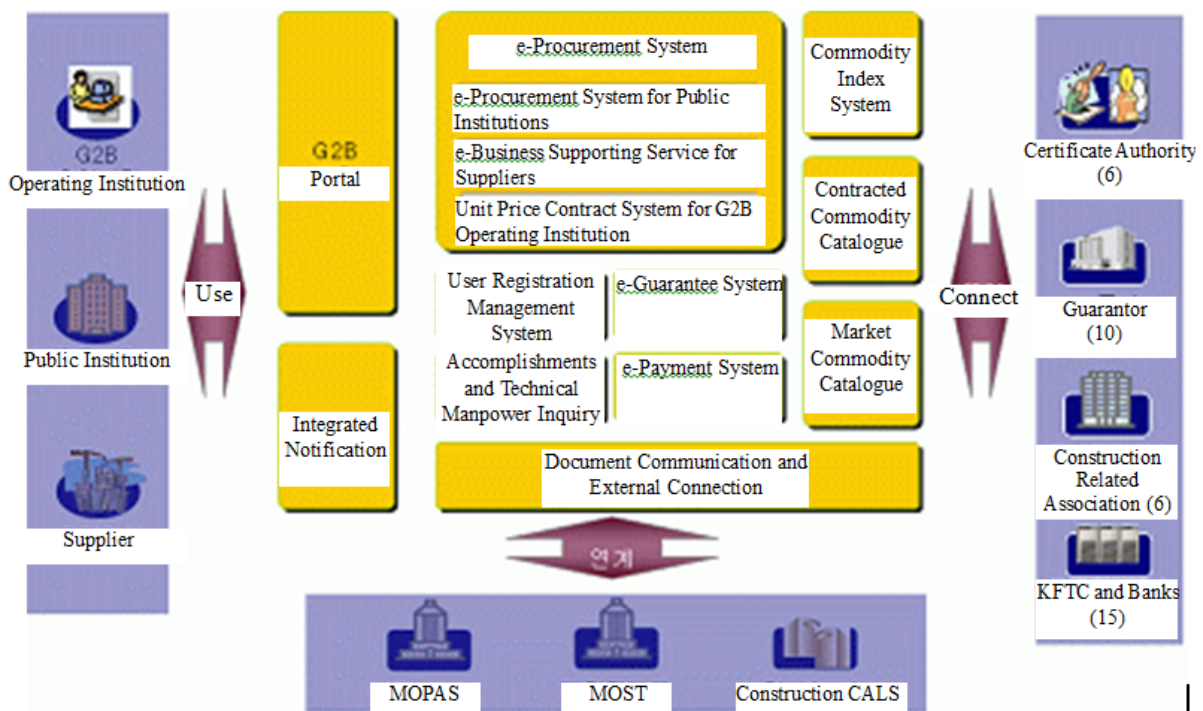 G2B
Operating Institution
Public Institution
Supplier
Use
G2B
Portal
Integrated
Notification
e-Procurement System
e-Procurement System for Public
Institutions
e-Business Supporting Service for
Suppliers
Unit Price Contract System for G2B
Operating Institution
User Registration
Management
System
e-Guarantee System
Accomplishments
and Technical
Manpower Inquiry
e-Payment System
Commodity
Index
System
Contracted
Commodity
Catalogue
Market
Commodity
Catalogue
Document Communication and
External Connection
연계
MOPAS
MOST
Construction CALS
Connect
Certificate Authority
(6)
Guarantor
(10)
Construction
Related
Association (6)
KFTC and Banks
(15)